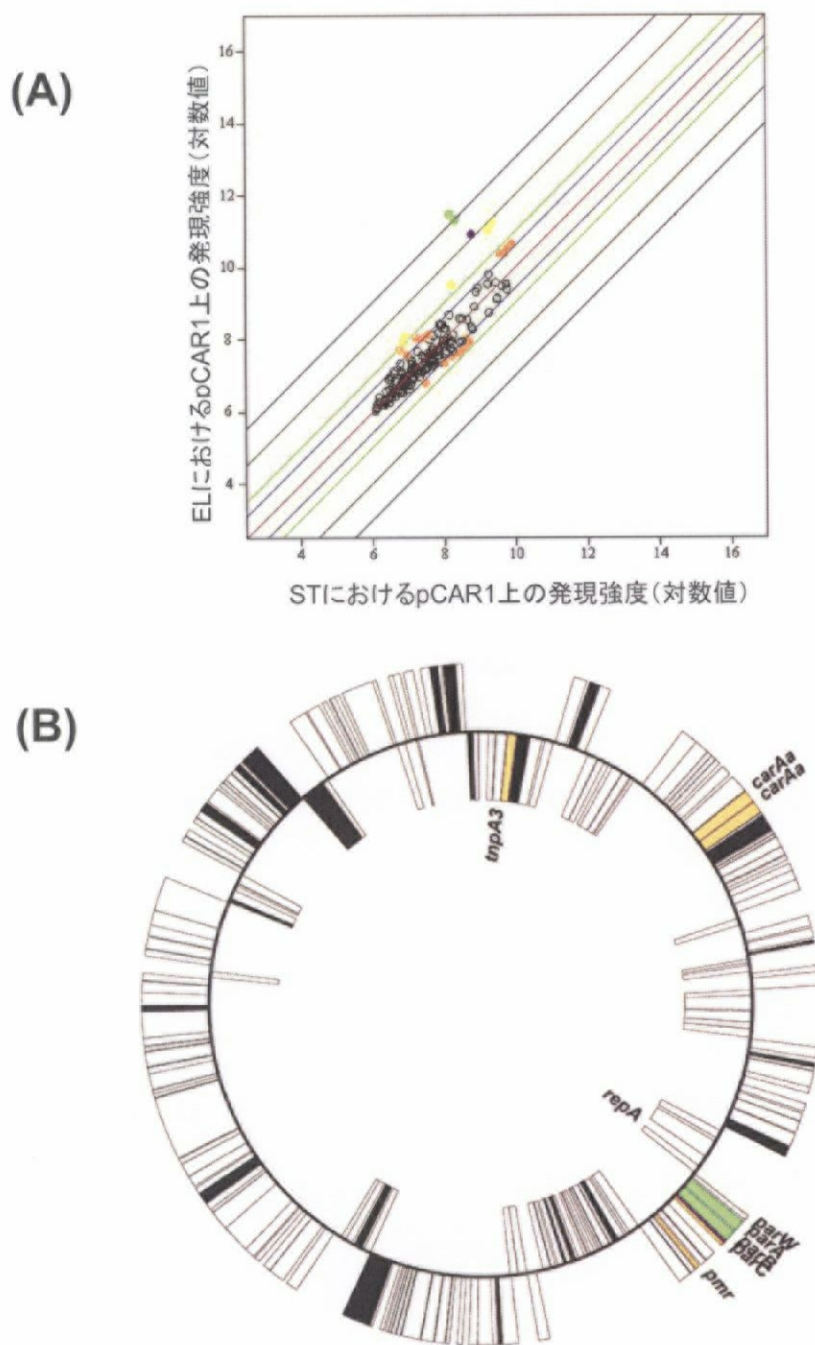 (A)
ELにおけるpCAR1上の発現強度(対数値)
16
14
12
10
8
6
4
4 6 8 10 12 14 16
STにおけるpCAR1上の発現強度(対数値)
(B)
carAa
carAa
tnpA3
repA
parW
parA
parB
parC
pmr